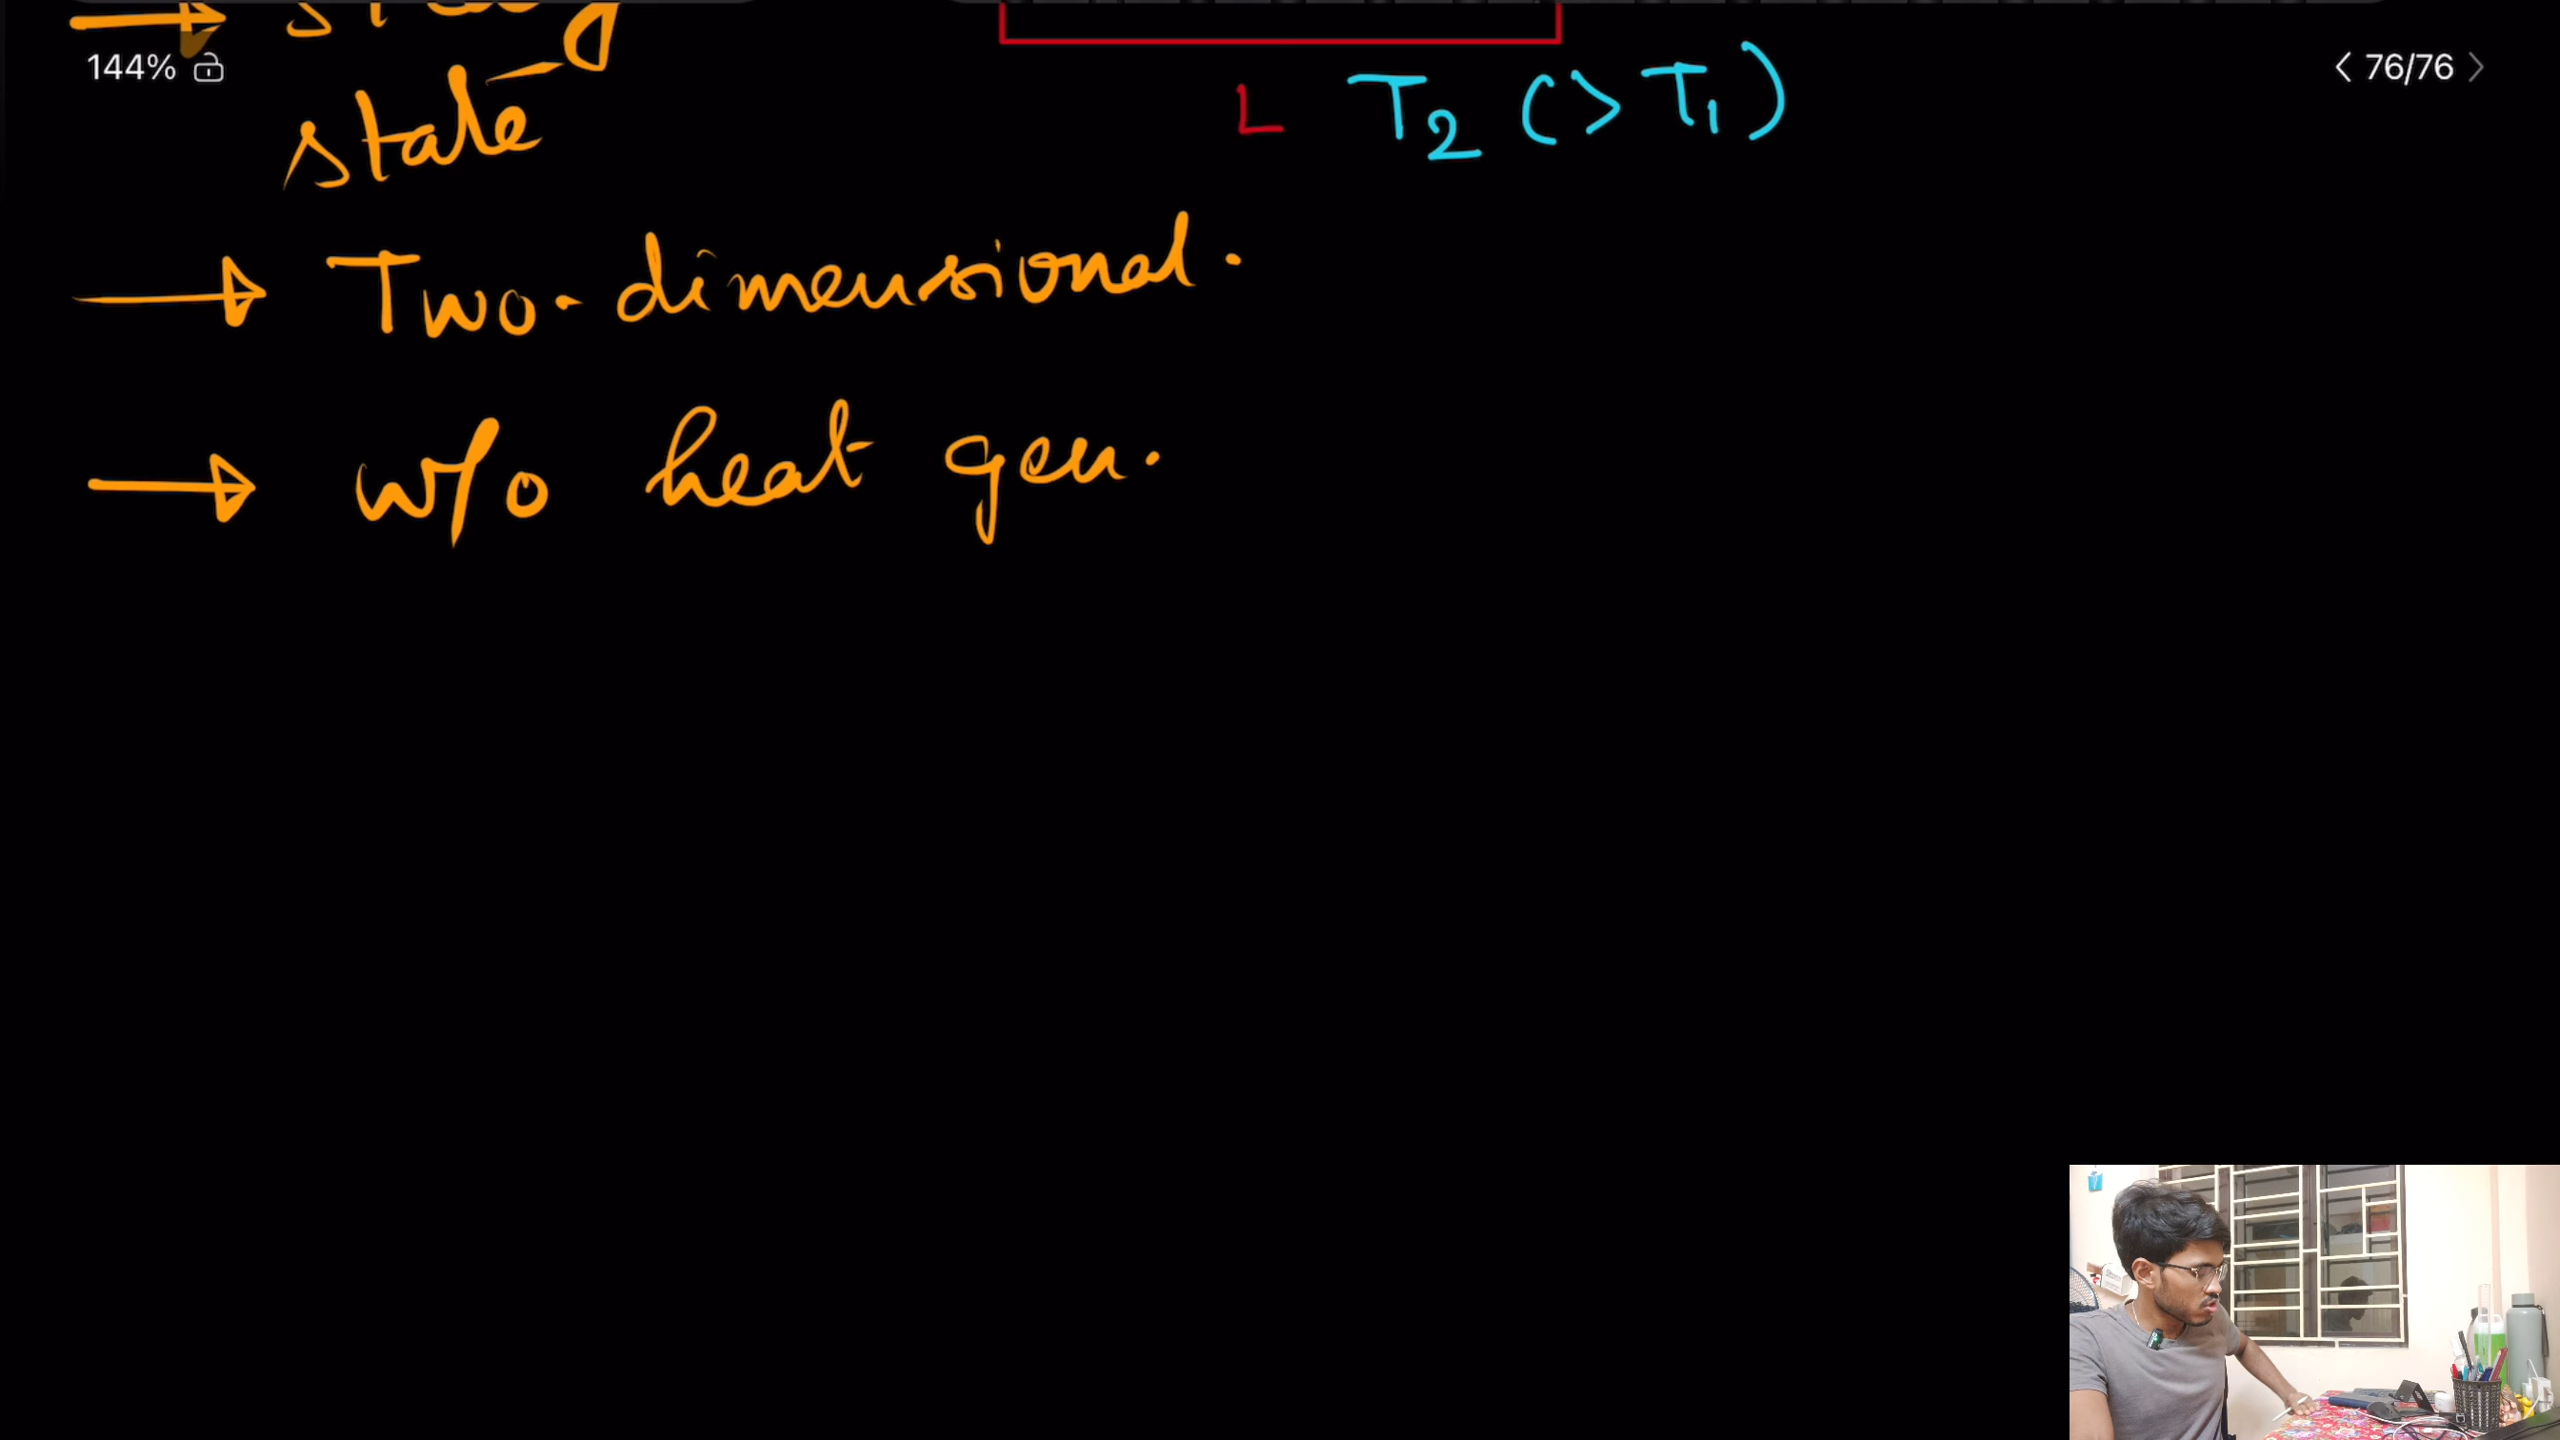 144%
76/76
state
L T₂ (>T₁)
→ Two-dimensional.
→ w/o heat gen.